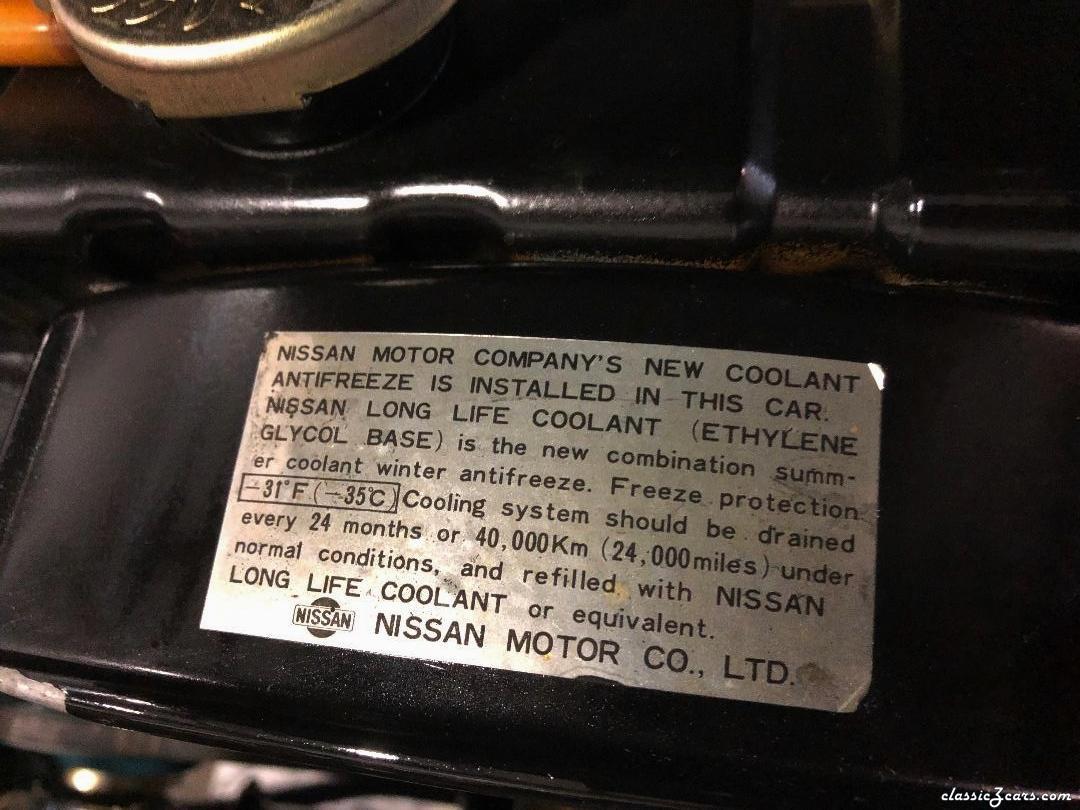 NISSAN MOTOR COMPANY'S NEW COOLANT
ANTIFREEZE IS INSTALLED IN THIS CAR.
NISSAN LONG LIFE COOLANT (ETHYLENE
GLYCOL BASE) is the new combination summ-
er coolant winter antifreeze. Freeze protection
-31°F (-35℃) Cooling system should be drained
every 24 months or 40,000Km (24,000miles) under
normal conditions, and refilled with NISSAN
LONG LIFE COOLANT or equivalent.
NISSAN NISSAN MOTOR CO., LTD.
classic3cars.com